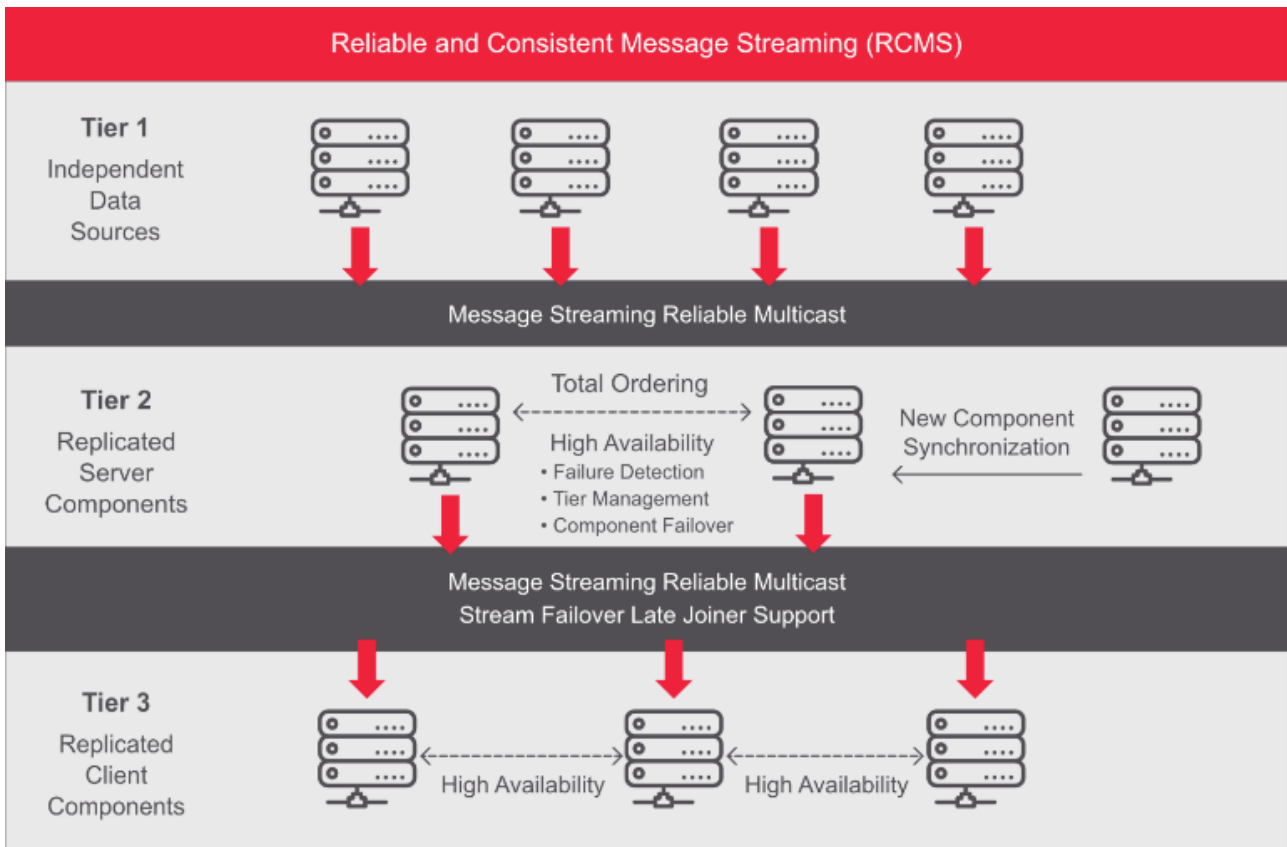 Reliable and Consistent Message Streaming (RCMS)
Tier 1
Independent
Data
Sources
Message Streaming Reliable Multicast
Tier 2
Replicated
Server
Components
Total Ordering
High Availability
• Failure Detection
• Tier Management
• Component Failover
New Component
Synchronization
Message Streaming Reliable Multicast
Stream Failover Late Joiner Support
Tier 3
Replicated
Client
Components
High Availability
High Availability